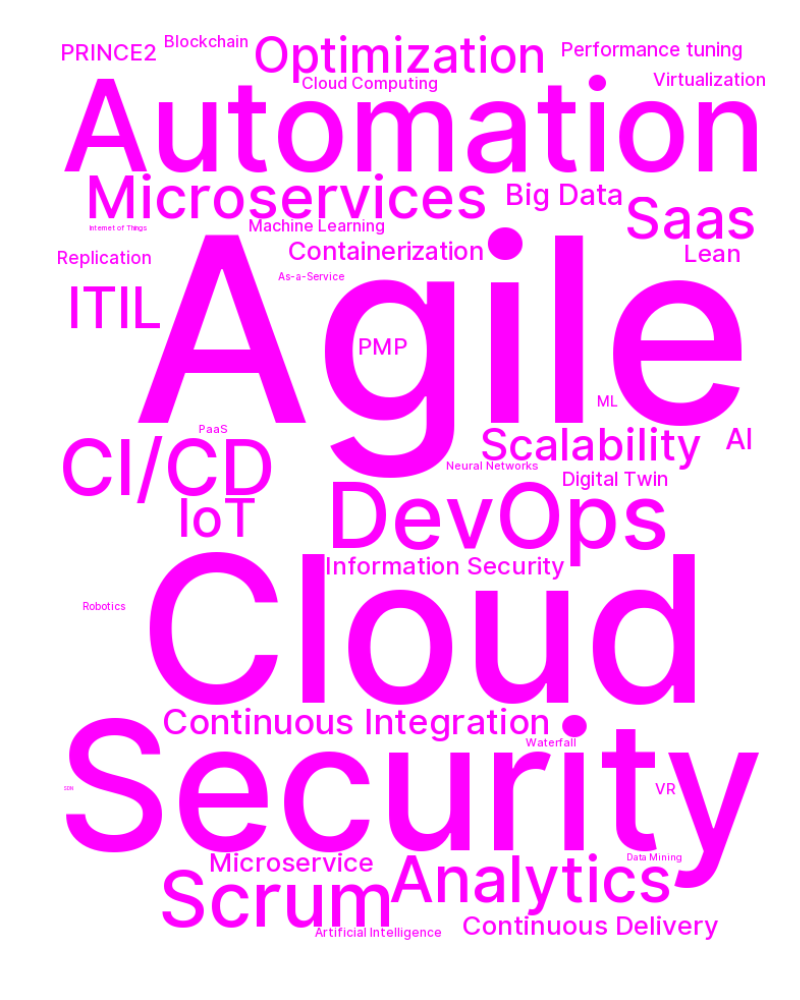 PRINCE2
Blockchain
Optimization
Performance tuning
Cloud Computing
Virtualization
Automation
Microservices
Big Data
Saas
Internet of Things
Machine Learning
Containerization
Lean
Replication
As-a-Service
ITIL
Agile
PMP
ML
PaaS
CI/CD
Scalability
AI
Neural Networks
Digital Twin
IoT
DevOps
Information Security
Robotics
Cloud
Continuous Integration
Waterfall
Security
SDN
VR
Microservice
Data Mining
Scrum
Analytics
Artificial Intelligence
Continuous Delivery